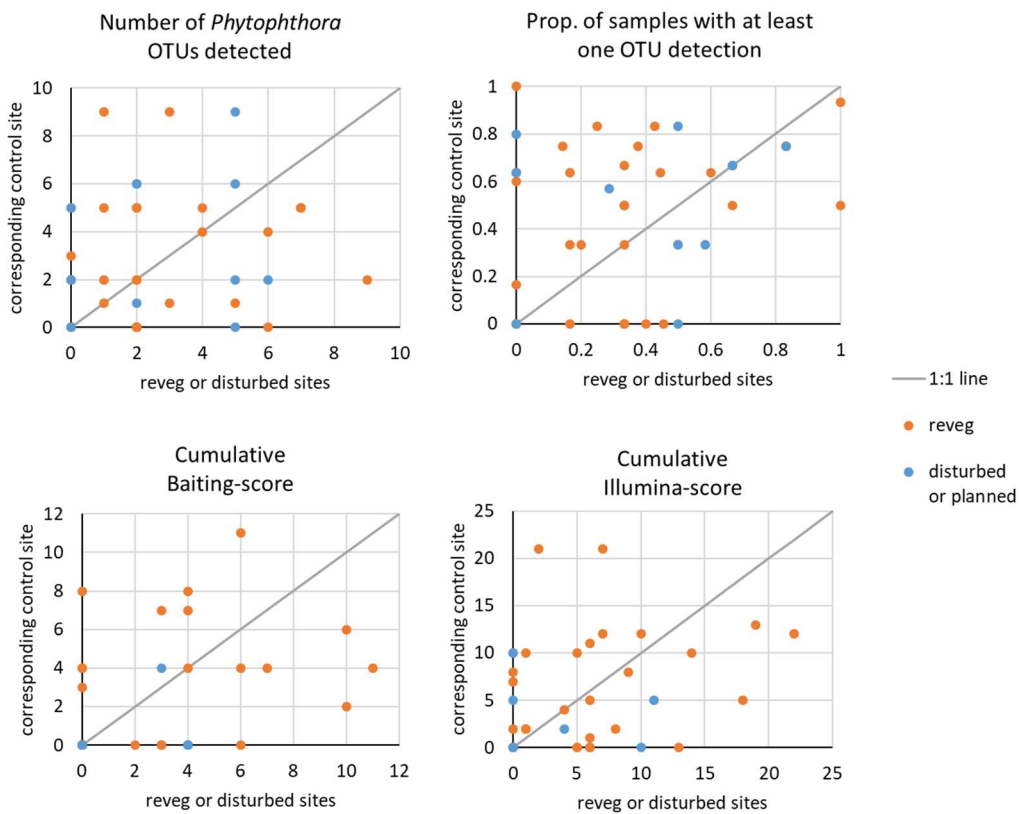 Number of Phytophthora
OTUs detected
10
8
6
4
2
0
0 2 4 6 8 10
corresponding control site
reveg or disturbed sites
Prop. of samples with at least
one OTU detection
1
0.8
0.6
0.4
0.2
0
0 0.2 0.4 0.6 0.8 1
corresponding control site
reveg or disturbed sites
1:1 line
reveg
disturbed
or planned
Cumulative
Baiting-score
12
10
8
6
4
2
0
0 2 4 6 8 10 12
corresponding control site
reveg or disturbed sites
Cumulative
Illumina-score
25
20
15
10
5
0
0 5 10 15 20 25
corresponding control site
reveg or disturbed sites